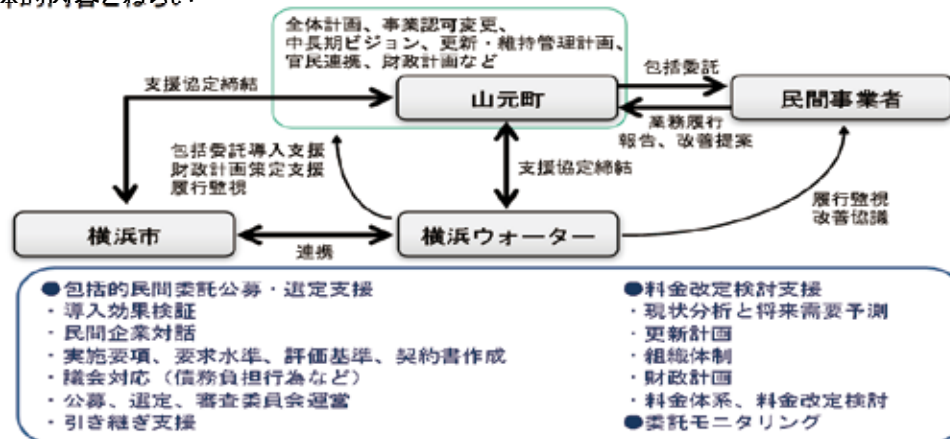 体的内容とねらい
全体計画、事業認可変更、
中長期ビジョン、更新・維持管理計画、
官民連携、財政計画など
支援協定締結
山元町
包括委託
民間事業者
業務履行
報告、改善提案
包括委託導入支援
財政計画策定支援
履行監視
支援協定締結
履行監視
改善協議
横浜市
連携
横浜ウォーター
●包括的民間委託公募・選定支援
・導入効果検証
・民間企業対話
・実施要項、要求水準、評価基準、契約書作成
・議会対応（債務負担行為など）
・公募、選定、審査委員会運営
・引き継ぎ支援
●料金改定検討支援
・現状分析と将来需要予測
・更新計画
・組織体制
・財政計画
・料金体系、料金改定検討
●委託モニタリング